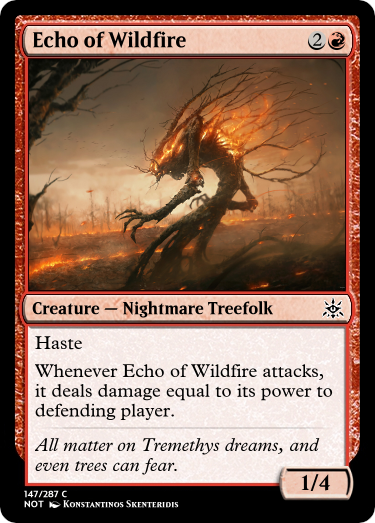 Echo of Wildfire 2
Creature — Nightmare Treefolk
Haste
Whenever Echo of Wildfire attacks,
it deals damage equal to its power to
defending player.
All matter on Tremethys dreams, and
even trees can fear.
1/4
147/287 C
NOT Konstantinos Skenteridis